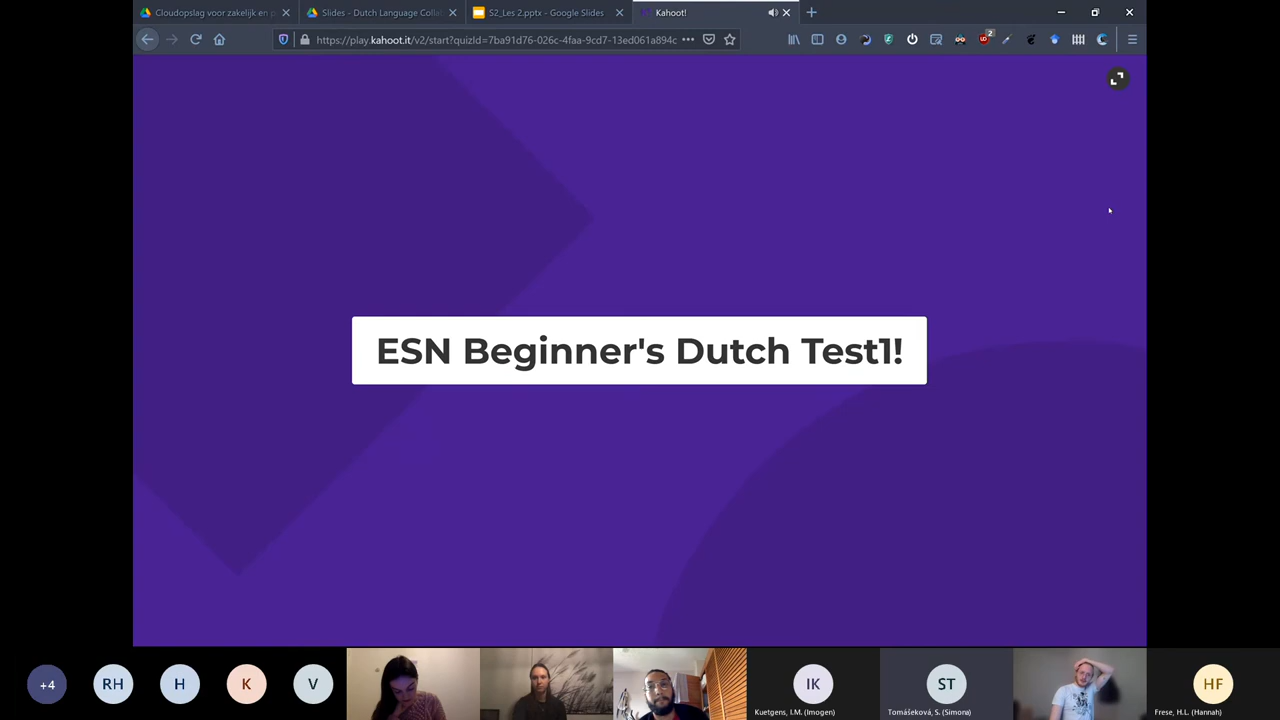 Cloudopslag voor zakelijk en p
Slides - Dutch Language Colla
S2_Les 2.pptx - Google Slides
Kahoot!
https://play.kahoot.it/v2/start?quizId=7ba91d76-026c-4faa-9cd7-13ed061a894c
2
ESN Beginner's Dutch Test1!
+4
RH
H
K
V
IK
ST
HF
Kuetgens, I.M. (Imogen)
Tomášeková, S. (Simona)
Frese, H.L. (Hannah)